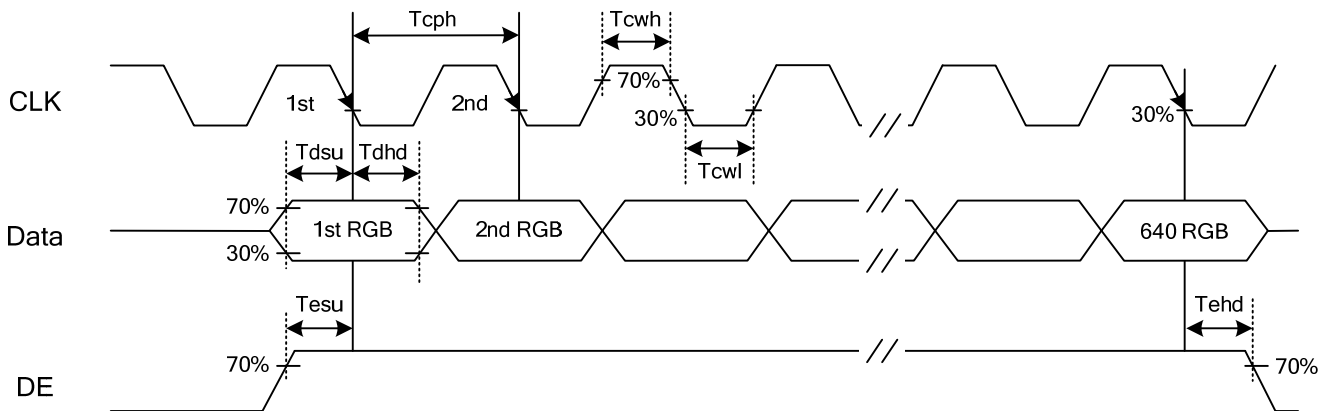 Tcph
Tcwh
CLK
1st
2nd
70%
30%
30%
Tcwl
Tdsu
Tdhd
70%
Data
1st RGB
2nd RGB
640 RGB
30%
Tesu
Tehd
70%
70%
DE